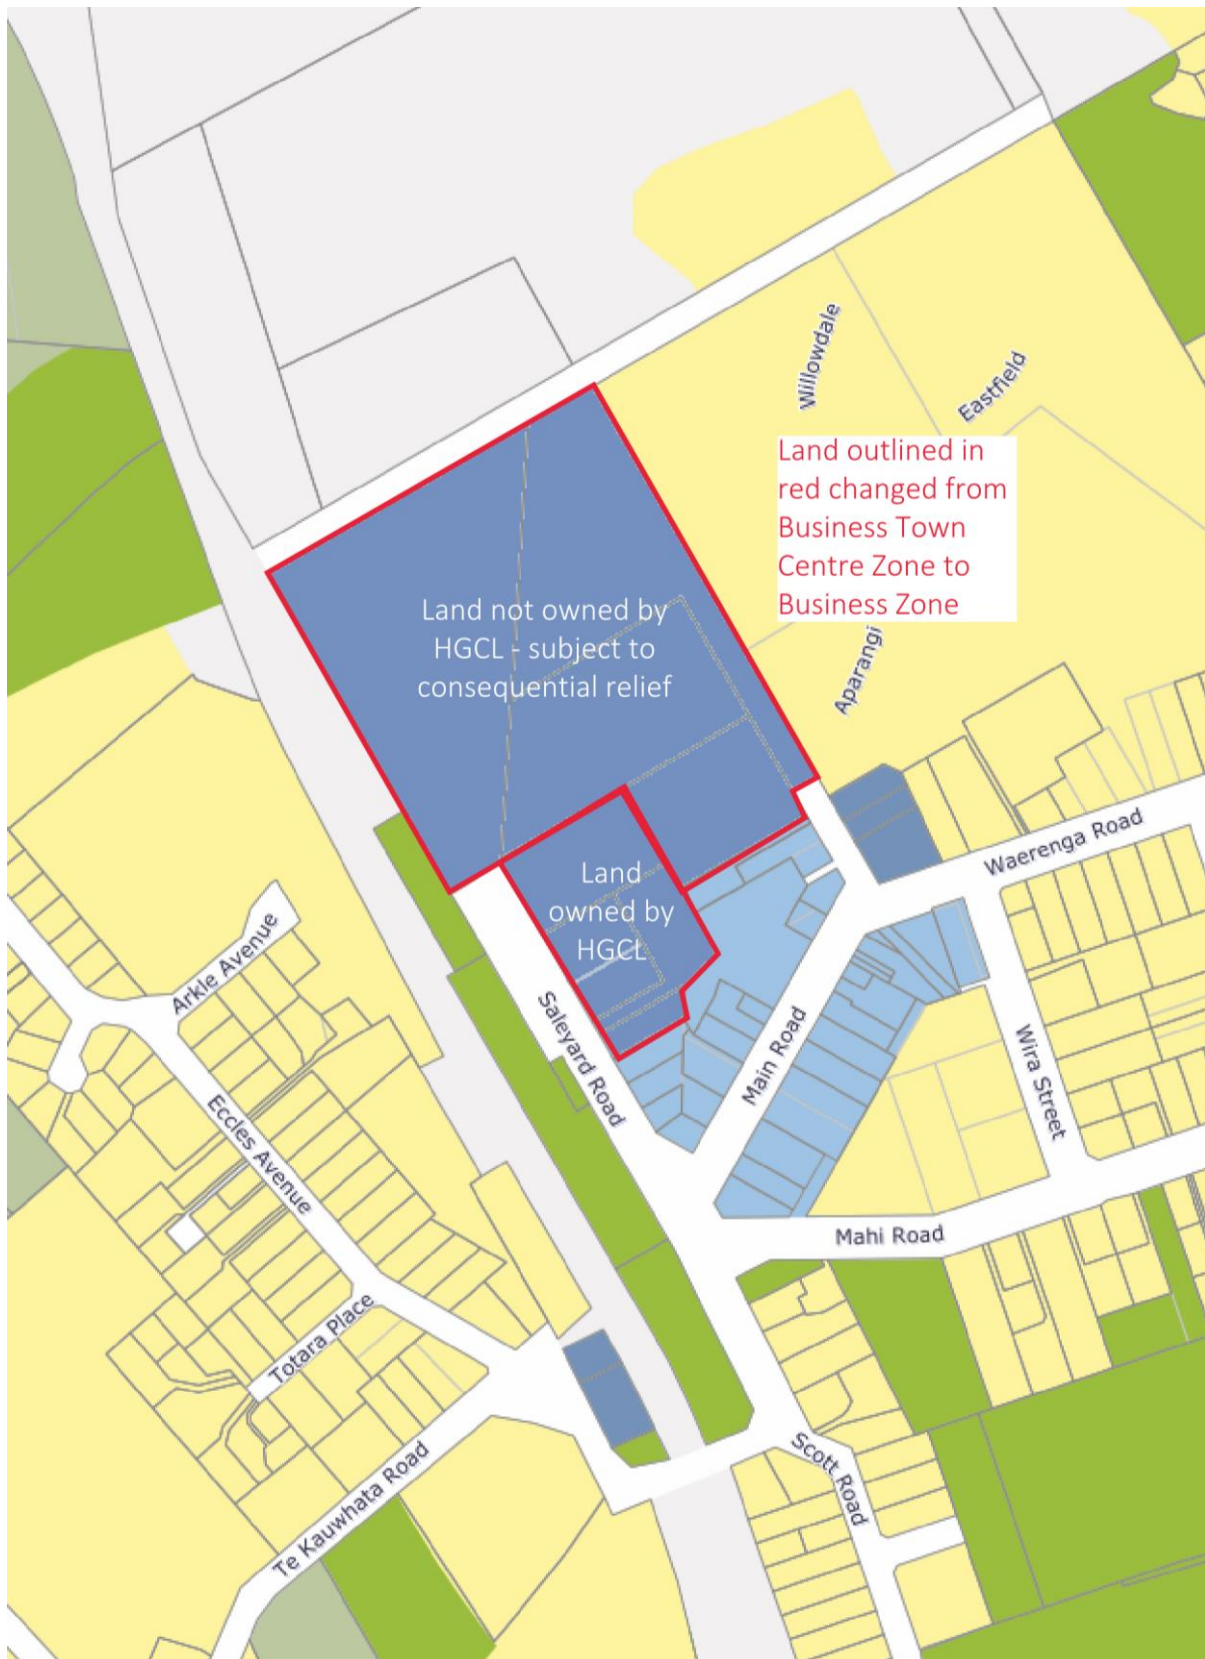 Willowdale
Eastfield
Land outlined in
red changed from
Business Town
Centre Zone to
Business Zone
Land not owned by
HGCL - subject to
consequential relief
Aparangi
Waerenga Road
Land
owned by
HGCL
Arkle Avenue
Saleyard Road
Main Road
Wira Street
Eccles Avenue
Mahi Road
Totara Place
Scott Road
Te Kauwhata Road